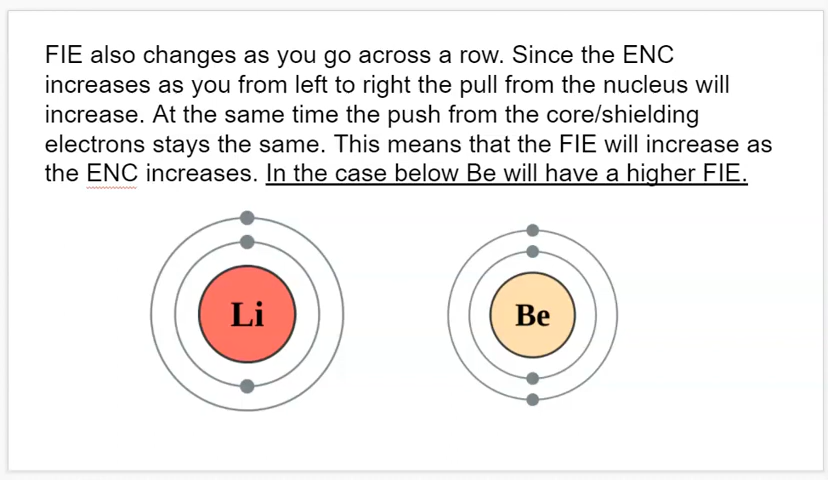 FIE also changes as you go across a row. Since the ENC
increases as you from left to right the pull from the nucleus will
increase. At the same time the push from the core/shielding
electrons stays the same. This means that the FIE will increase as
the ENC increases. In the case below Be will have a higher FIE.
Li
Be